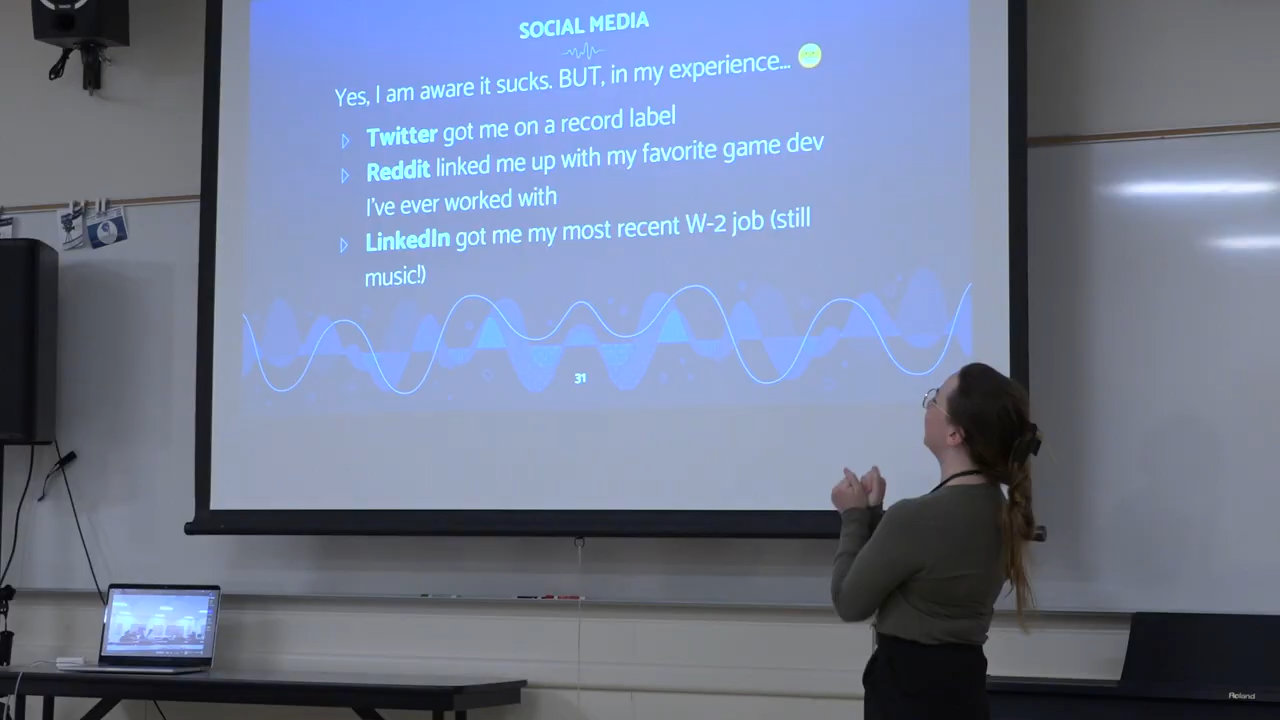 SOCIAL MEDIA
Yes, I am aware it sucks. BUT, in my experience...
Twitter got me on a record label
Reddit linked me up with my favorite game dev
I've ever worked with
LinkedIn got me my most recent W-2 job (still
music!)
31
Roland